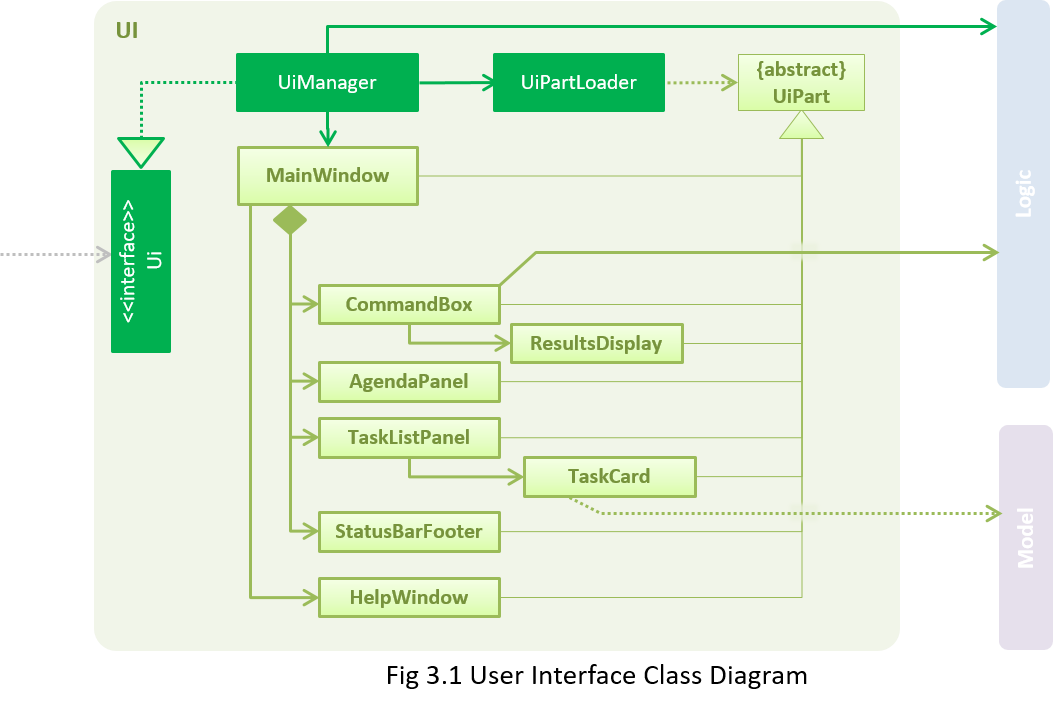 UI
UiManager
UiPartLoader
{abstract}
UiPart
MainWindow
Logic
<<interface>>
Ui
CommandBox
ResultsDisplay
AgendaPanel
TaskListPanel
TaskCard
Model
StatusBarFooter
HelpWindow
Fig 3.1 User Interface Class Diagram